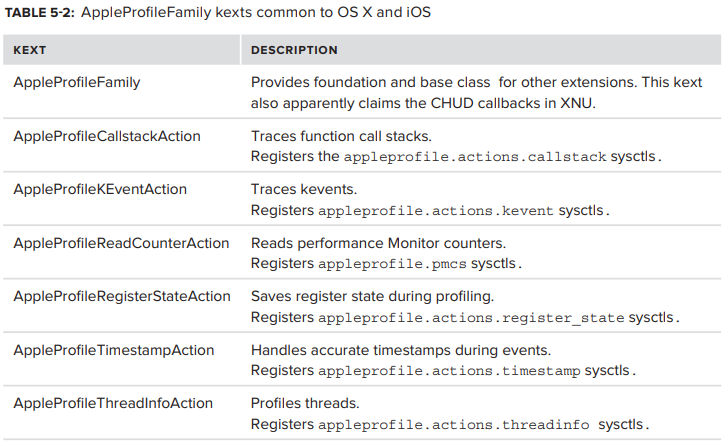 TABLE 5-2: AppleProfileFamily kexts common to OS X and iOS
KEXT DESCRIPTION
AppleProfileFamily Provides foundation and base class for other extensions. This kext
also apparently claims the CHUD callbacks in XNU.
AppleProfileCallstackAction Traces function call stacks.
Registers the appleprofile.actions.callstack sysctls.
AppleProfileKEventAction Traces kevents.
Registers appleprofile.actions.kevent sysctls.
AppleProfileReadCounterAction Reads performance Monitor counters.
Registers appleprofile.pmcs sysctls.
AppleProfileRegisterStateAction Saves register state during profiling.
Registers appleprofile.actions.register_state sysctls.
AppleProfileTimestampAction Handles accurate timestamps during events.
Registers appleprofile.actions.timestamp sysctls.
AppleProfileThreadInfoAction Profiles threads.
Registers appleprofile.actions.threadinfo sysctls.